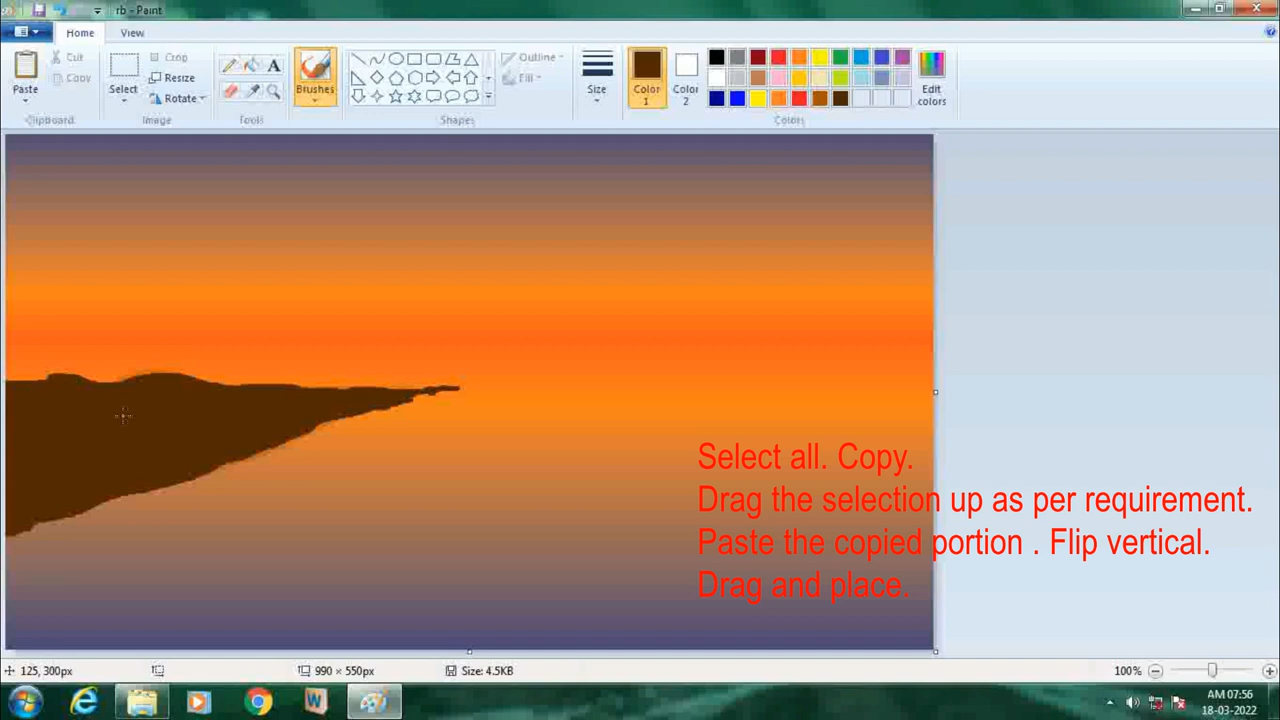 rb - Paint
Home View
Paste
Cut
Copy
Clipboard
Select
Crop
Resize
Rotate
Image
A
Tools
Brushes
Outline
Fill
Shapes
Size
Color 1
Color 2
Edit colors
Colors
Select all. Copy.
Drag the selection up as per requirement.
Paste the copied portion . Flip vertical.
Drag and place.
125, 300px
990 × 550px
Size: 4.5KB
100%
AM 07:56
18-03-2022